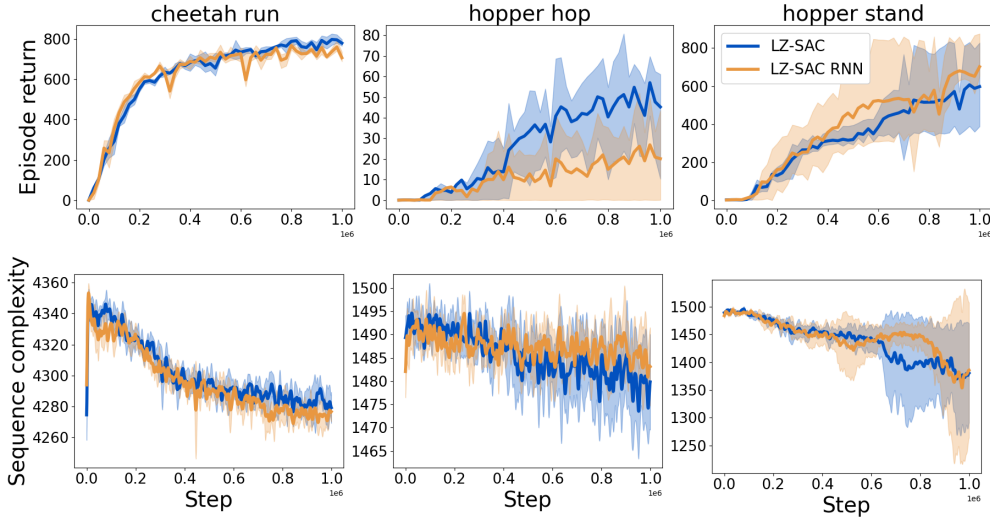 cheetah run
hopper hop
hopper stand
Episode return
800
600
400
200
0
0.0 0.2 0.4 0.6 0.8 1.0
1e6
80
70
60
50
40
30
20
10
0
0.0 0.2 0.4 0.6 0.8 1.0
1e6
LZ-SAC
LZ-SAC RNN
800
600
400
200
0
0.0 0.2 0.4 0.6 0.8 1.0
1e6
Sequence complexity
4360
4340
4320
4300
4280
4260
0.0 0.2 0.4 0.6 0.8 1.0
Step
1e6
1500
1495
1490
1485
1480
1475
1470
1465
0.0 0.2 0.4 0.6 0.8 1.0
Step
1e6
1500
1450
1400
1350
1300
1250
0.0 0.2 0.4 0.6 0.8 1.0
Step
1e6